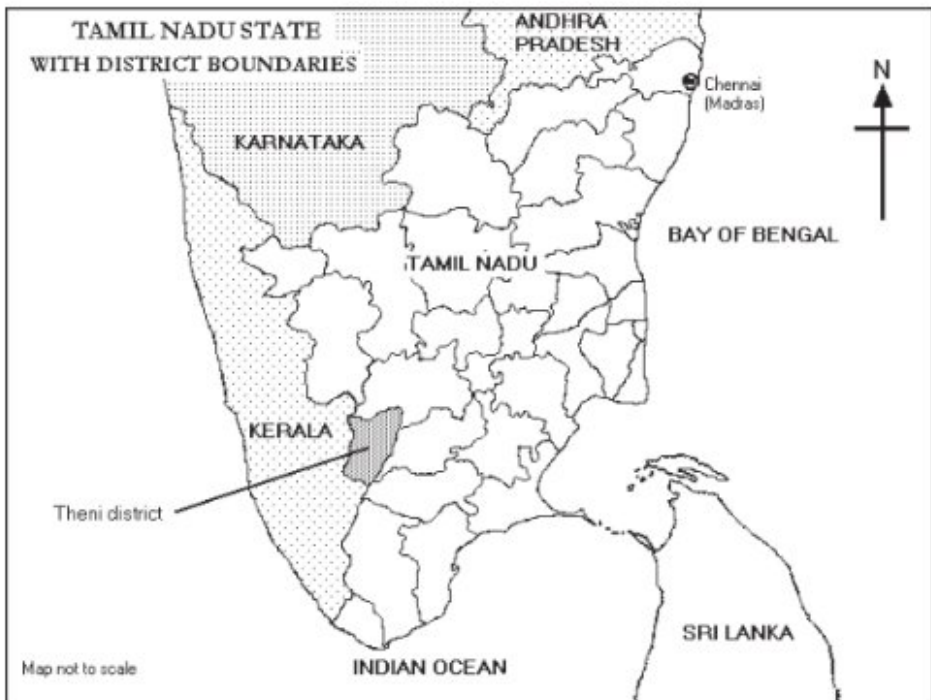 TAMIL NADU STATE
WITH DISTRICT BOUNDARIES
ANDHRA
PRADESH
N
Chennai
(Madras)
KARNATAKA
BAY OF BENGAL
TAMIL NADU
KERALA
Theni district
SRI LANKA
Map not to scale
INDIAN OCEAN